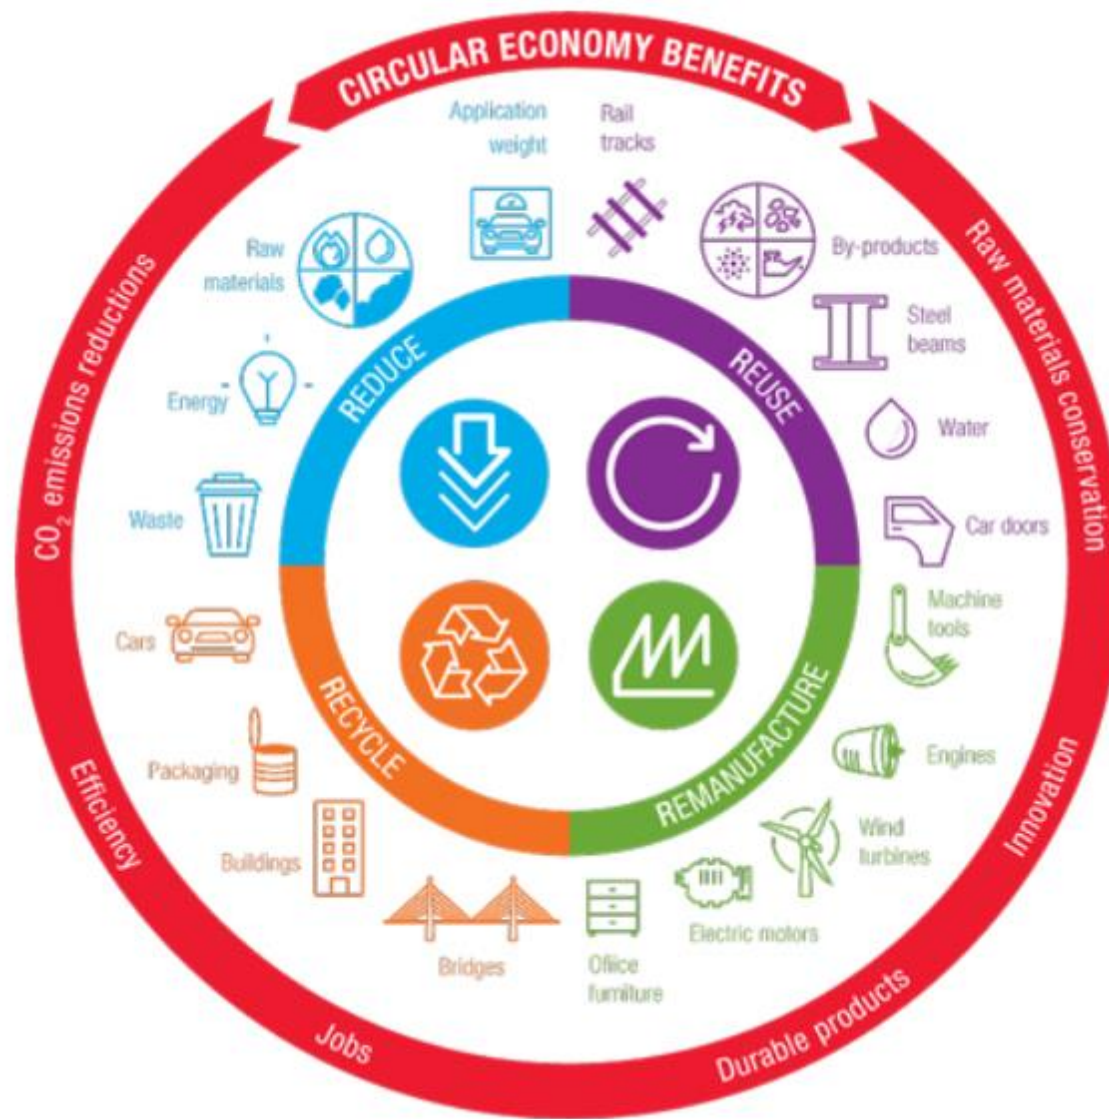 CIRCULAR ECONOMY BENEFITS
Raw materials conservation
Innovation
Durable products
Jobs
Efficiency
CO₂ emissions reductions
REDUCE
Application
weight
Raw
materials
Energy
Waste
REUSE
Rail
tracks
By-products
Steel
beams
Water
Car doors
REMANUFACTURE
Machine
tools
Engines
Wind
turbines
Electric motors
Office
furniture
RECYCLE
Cars
Packaging
Buildings
Bridges